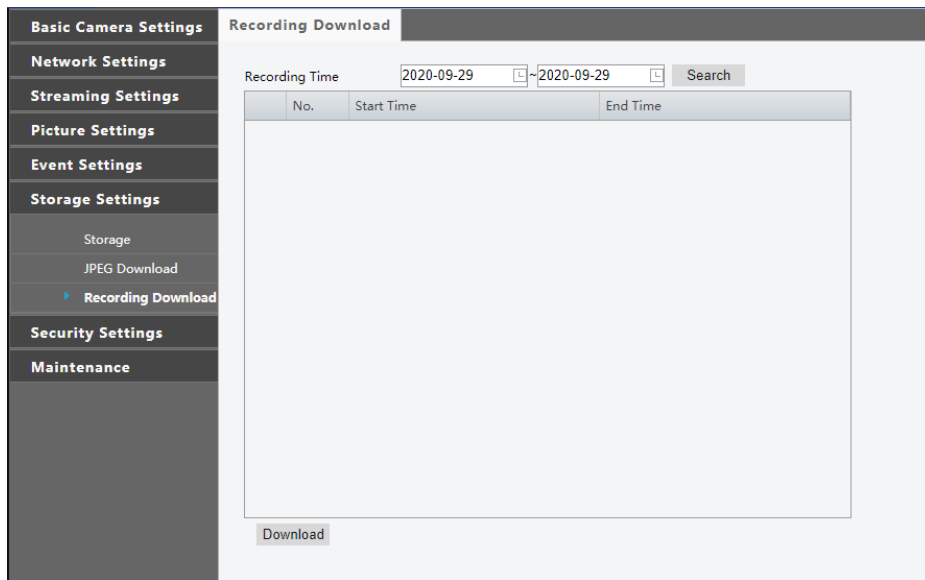 Basic Camera Settings
Network Settings
Streaming Settings
Picture Settings
Event Settings
Storage Settings
Storage
JPEG Download
Recording Download
Security Settings
Maintenance
Recording Download
Recording Time 2020-09-29 ~ 2020-09-29 Search
No. Start Time End Time
Download